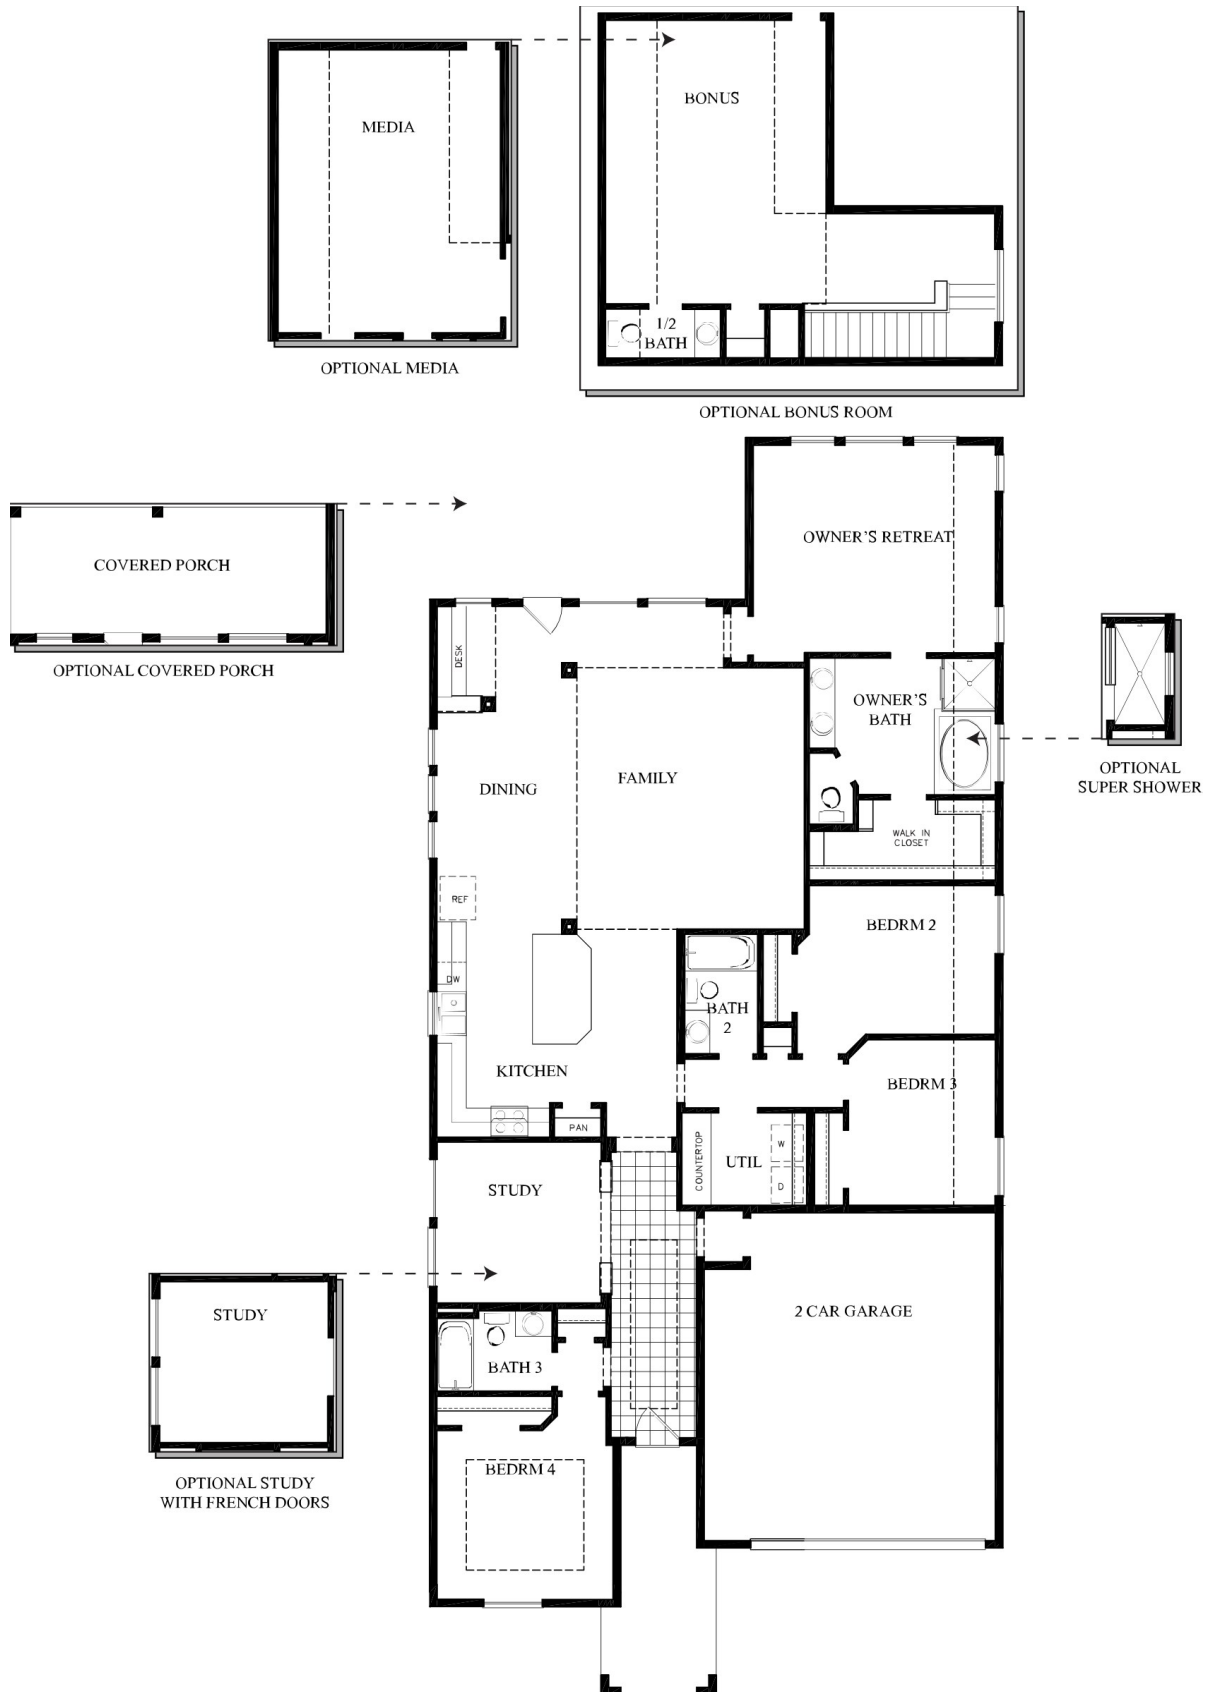 BONUS
MEDIA
1/2
BATH
OPTIONAL MEDIA
OPTIONAL BONUS ROOM
OWNER'S RETREAT
COVERED PORCH
OPTIONAL COVERED PORCH
DESK
OWNER'S
BATH
OPTIONAL
SUPER SHOWER
FAMILY
DINING
WALK IN
CLOSET
REF
BEDRM 2
DW
BATH
2
KITCHEN
BEDRM 3
PAN
COUNTERTOP
W
UTIL
D
STUDY
2 CAR GARAGE
STUDY
BATH 3
BEDRM 4
OPTIONAL STUDY
WITH FRENCH DOORS